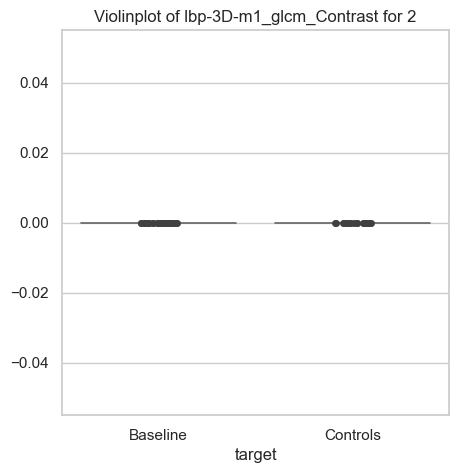 Violinplot of lbp-3D-m1_glcm_Contrast for 2
0.04
0.02
0.00
−0.02
−0.04
Baseline
Controls
target